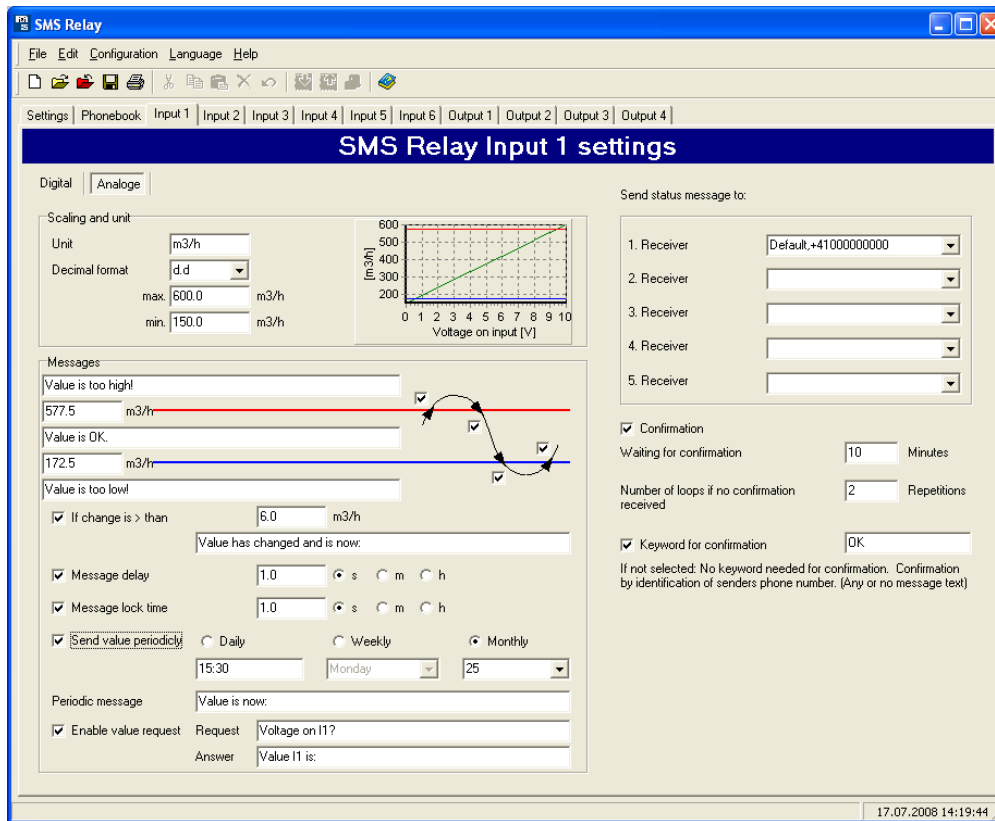 SMS Relay
File Edit Configuration Language Help
Settings Phonebook Input 1 Input 2 Input 3 Input 4 Input 5 Input 6 Output 1 Output 2 Output 3 Output 4
SMS Relay Input 1 settings
Digital Analoge
Scaling and unit
Unit m3/h
Decimal format d.d
max. 600.0 m3/h
min. 150.0 m3/h
600
500
400
300
200
[m3/h]
0 1 2 3 4 5 6 7 8 9 10
Voltage on input [V]
Messages
Value is too high!
577.5 m3/h
Value is OK.
172.5 m3/h
Value is too low!
If change is > than 6.0 m3/h
Value has changed and is now:
Message delay 1.0 s m h
Message lock time 1.0 s m h
Send value periodicly Daily Weekly Monthly
15:30 Monday 25
Periodic message Value is now:
Enable value request Request Voltage on I1?
Answer Value I1 is:
Send status message to:
1. Receiver Default,+41000000000
2. Receiver
3. Receiver
4. Receiver
5. Receiver
Confirmation
Waiting for confirmation 10 Minutes
Number of loops if no confirmation
received 2 Repetitions
Keyword for confirmation OK
If not selected: No keyword needed for confirmation. Confirmation
by identification of senders phone number. (Any or no message text)
17.07.2008 14:19:44